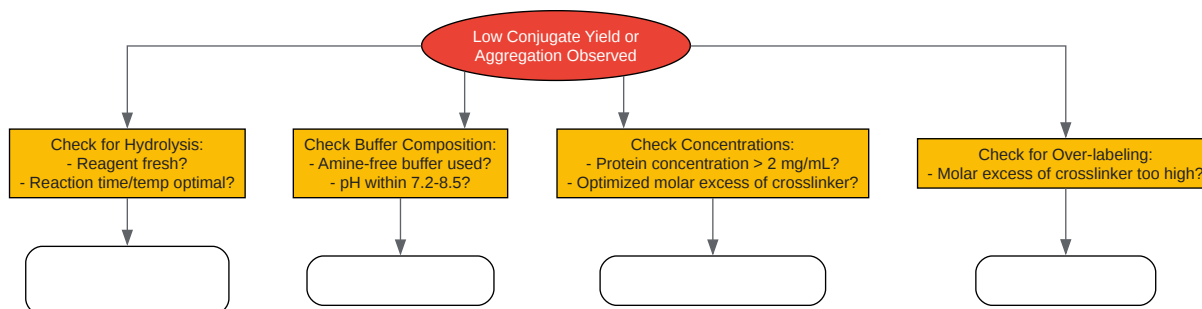 Low Conjugate Yield or
Aggregation Observed
Check for Hydrolysis:
- Reagent fresh?
- Reaction time/temp optimal?
Check Buffer Composition:
- Amine-free buffer used?
- pH within 7.2-8.5?
Check Concentrations:
- Protein concentration > 2 mg/mL?
- Optimized molar excess of crosslinker?
Check for Over-labeling:
- Molar excess of crosslinker too high?